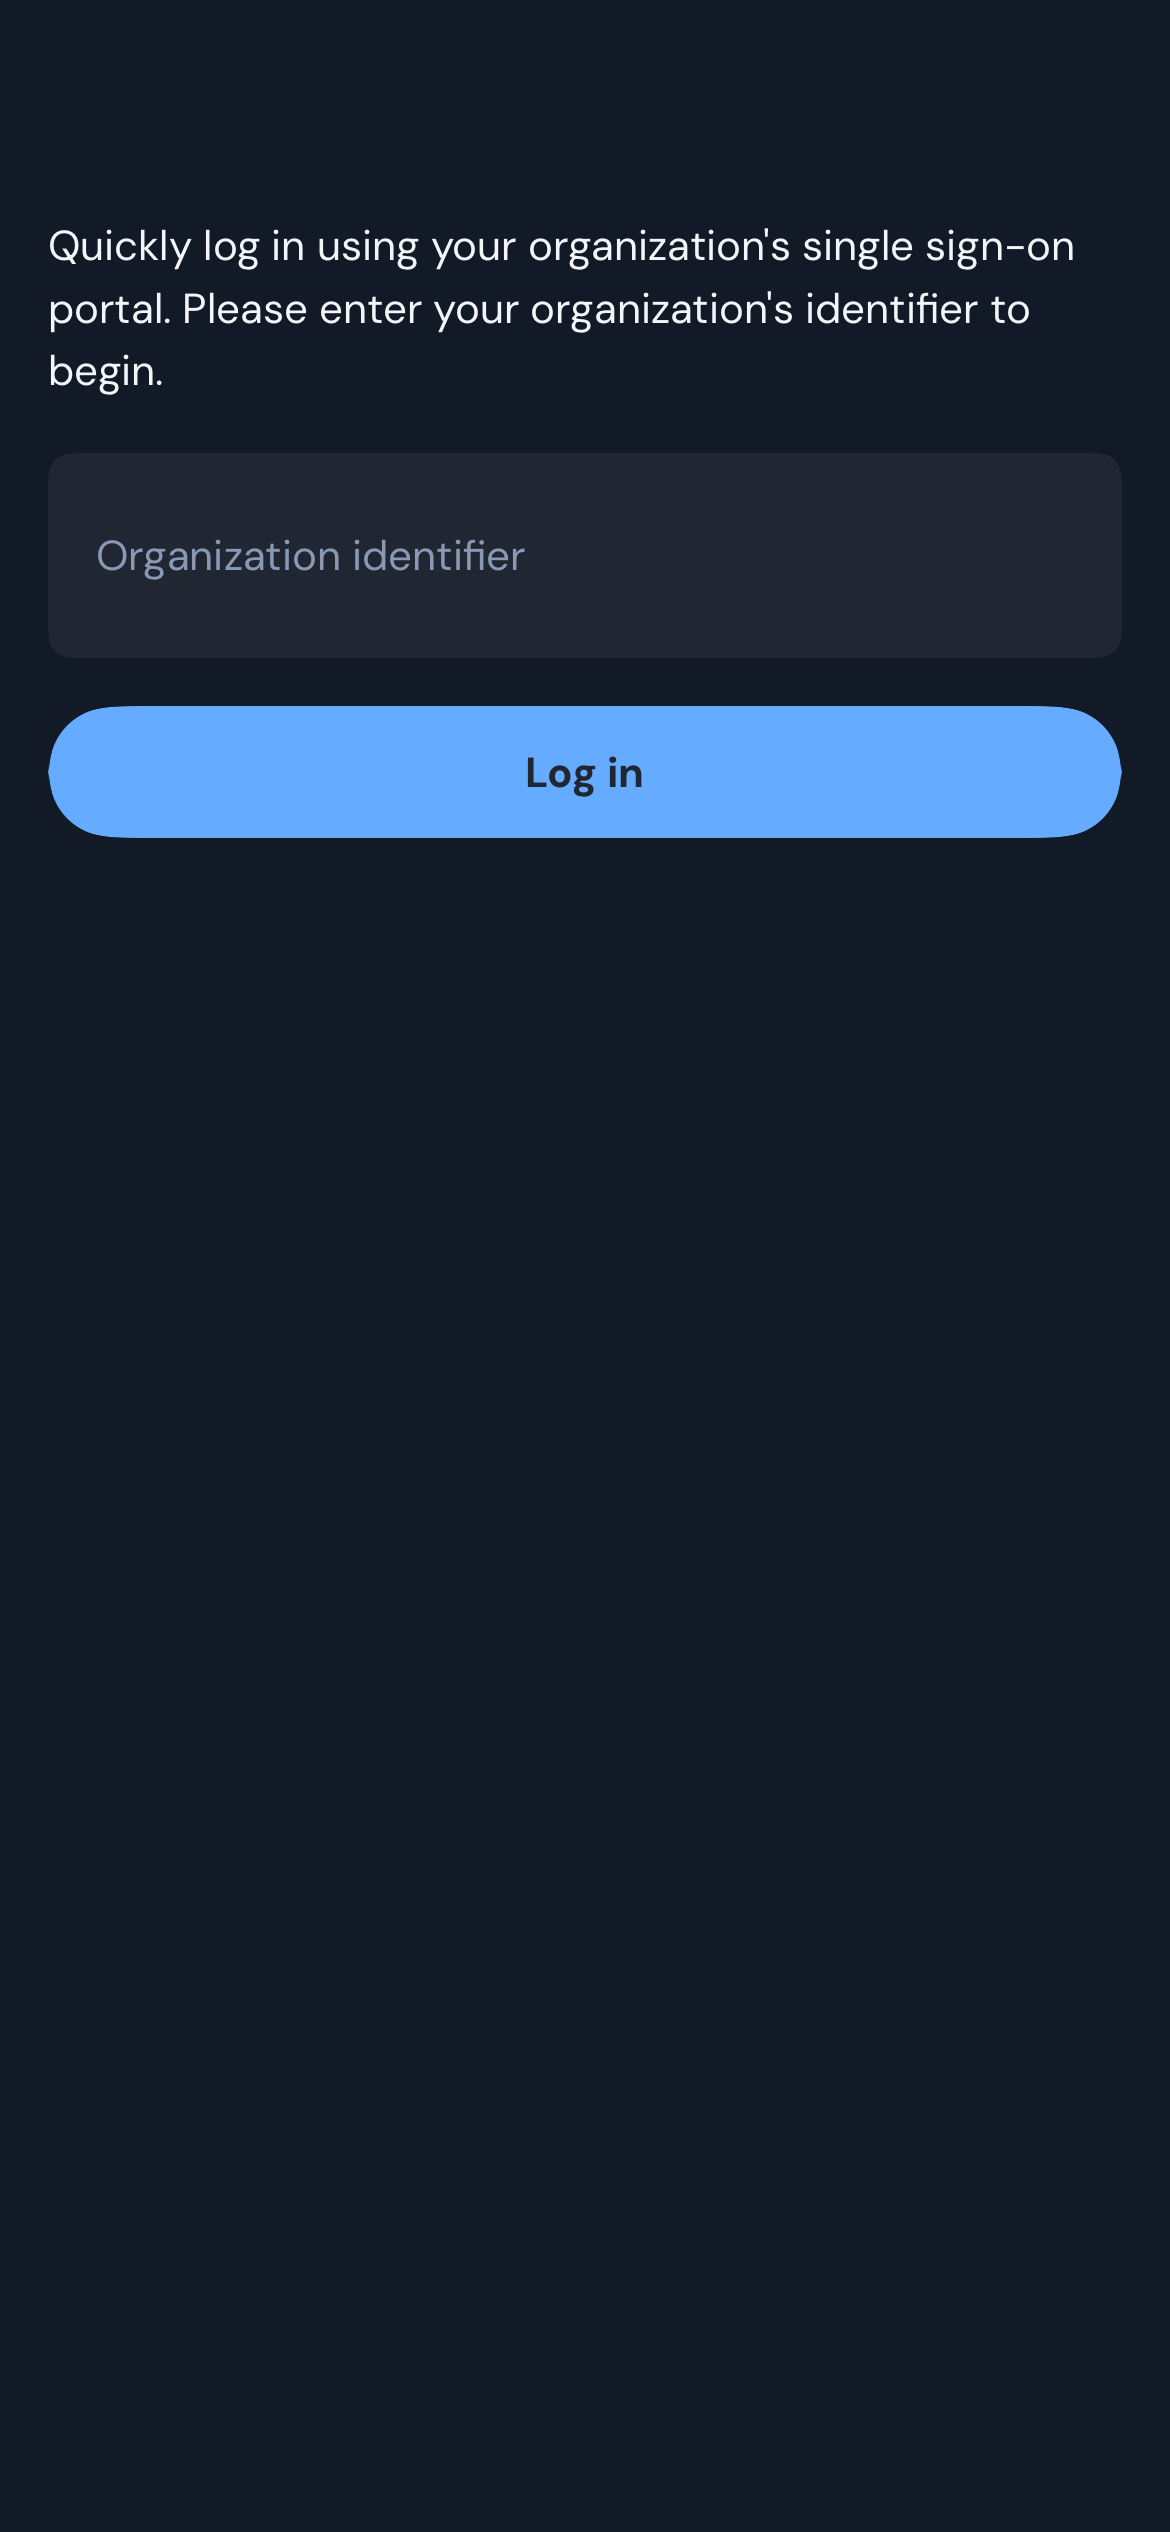 Quickly log in using your organization's single sign-on
portal. Please enter your organization's identifier to
begin.
Organization identifier
Log in